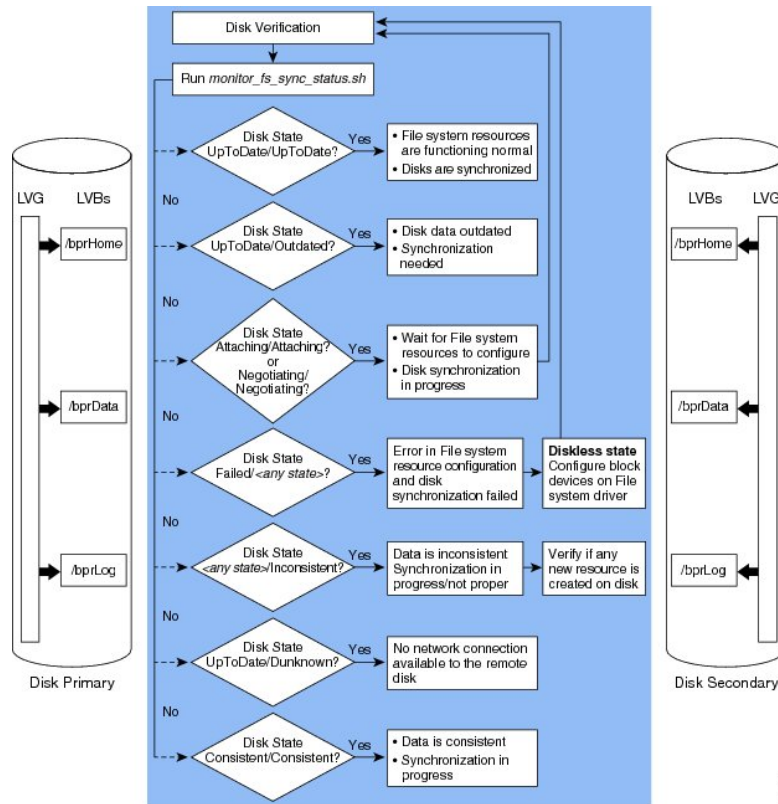 Disk Verification
Run monitor_fs_sync_status.sh
Disk State
UpToDate/UpToDate?
Yes
• File system resources
are functioning normal
• Disks are synchronized
No
Disk State
UpToDate/Outdated?
Yes
• Disk data outdated
• Synchronization
needed
No
Disk State
Attaching/Attaching?
or
Negotiating/
Negotiating?
Yes
• Wait for File system
resources to configure
• Disk synchronization
in progress
No
Disk State
Failed/<any state>?
Yes
Error in File system
resource configuration
and disk
synchronization failed
Diskless state
Configure block
devices on File
system driver
No
Disk State
<any state>/Inconsistent?
Yes
Data is inconsistent
Synchronization in
progress/not proper
Verify if any
new resource is
created on disk
No
Disk State
UpToDate/Dunknown?
Yes
No network connection
available to the remote
disk
No
Disk State
Consistent/Consistent?
Yes
• Data is consistent
• Synchronization in
progress
LVG
LVBs
/bprHome
/bprData
/bprLog
Disk Primary
LVBs
LVG
/bprHome
/bprData
/bprLog
Disk Secondary